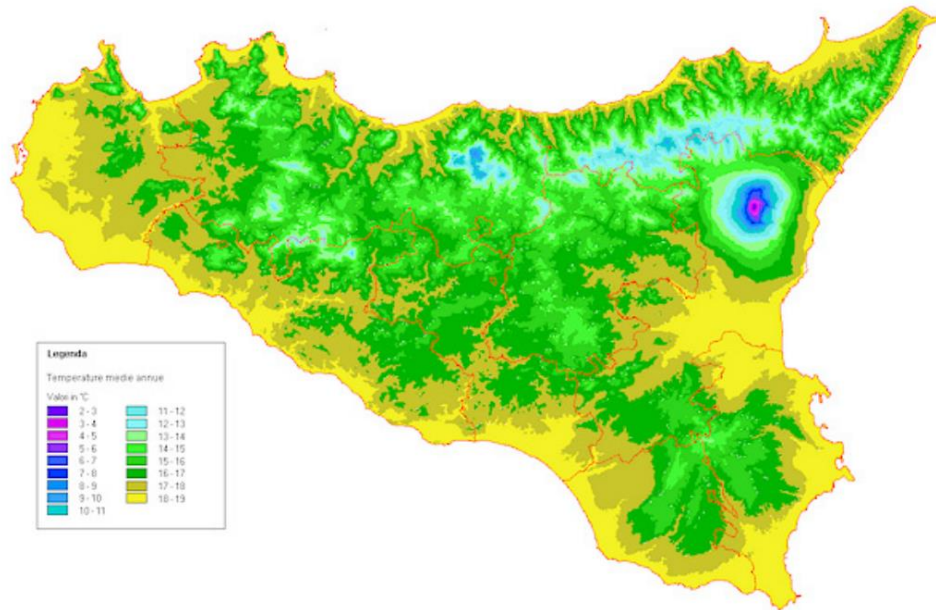 Legenda
Temperature medie annue
Valori in °C
2 - 3
3 - 4
4 - 5
5 - 6
6 - 7
7 - 8
8 - 9
9 - 10
10 - 11
11 - 12
12 - 13
13 - 14
14 - 15
15 - 16
16 - 17
17 - 18
18 - 19